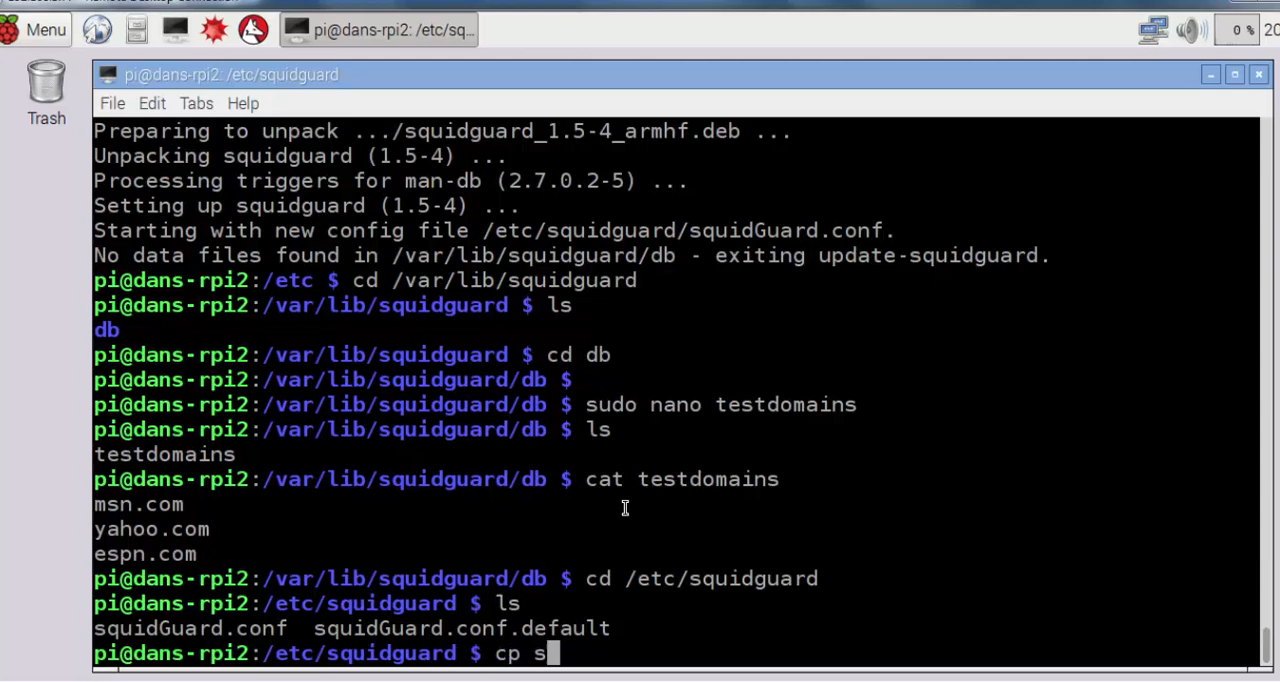 Menu
pi@dans-rpi2: /etc/sq...
0 %
20
Trash
pi@dans-rpi2: /etc/squidguard
File Edit Tabs Help
Preparing to unpack .../squidguard_1.5-4_armhf.deb ...
Unpacking squidguard (1.5-4) ...
Processing triggers for man-db (2.7.0.2-5) ...
Setting up squidguard (1.5-4) ...
Starting with new config file /etc/squidguard/squidGuard.conf.
No data files found in /var/lib/squidguard/db - exiting update-squidguard.
pi@dans-rpi2:/etc $ cd /var/lib/squidguard
pi@dans-rpi2:/var/lib/squidguard $ ls
db
pi@dans-rpi2:/var/lib/squidguard $ cd db
pi@dans-rpi2:/var/lib/squidguard/db $
pi@dans-rpi2:/var/lib/squidguard/db $ sudo nano testdomains
pi@dans-rpi2:/var/lib/squidguard/db $ ls
testdomains
pi@dans-rpi2:/var/lib/squidguard/db $ cat testdomains
msn.com
yahoo.com
espn.com
pi@dans-rpi2:/var/lib/squidguard/db $ cd /etc/squidguard
pi@dans-rpi2:/etc/squidguard $ ls
squidGuard.conf squidGuard.conf.default
pi@dans-rpi2:/etc/squidguard $ cp s